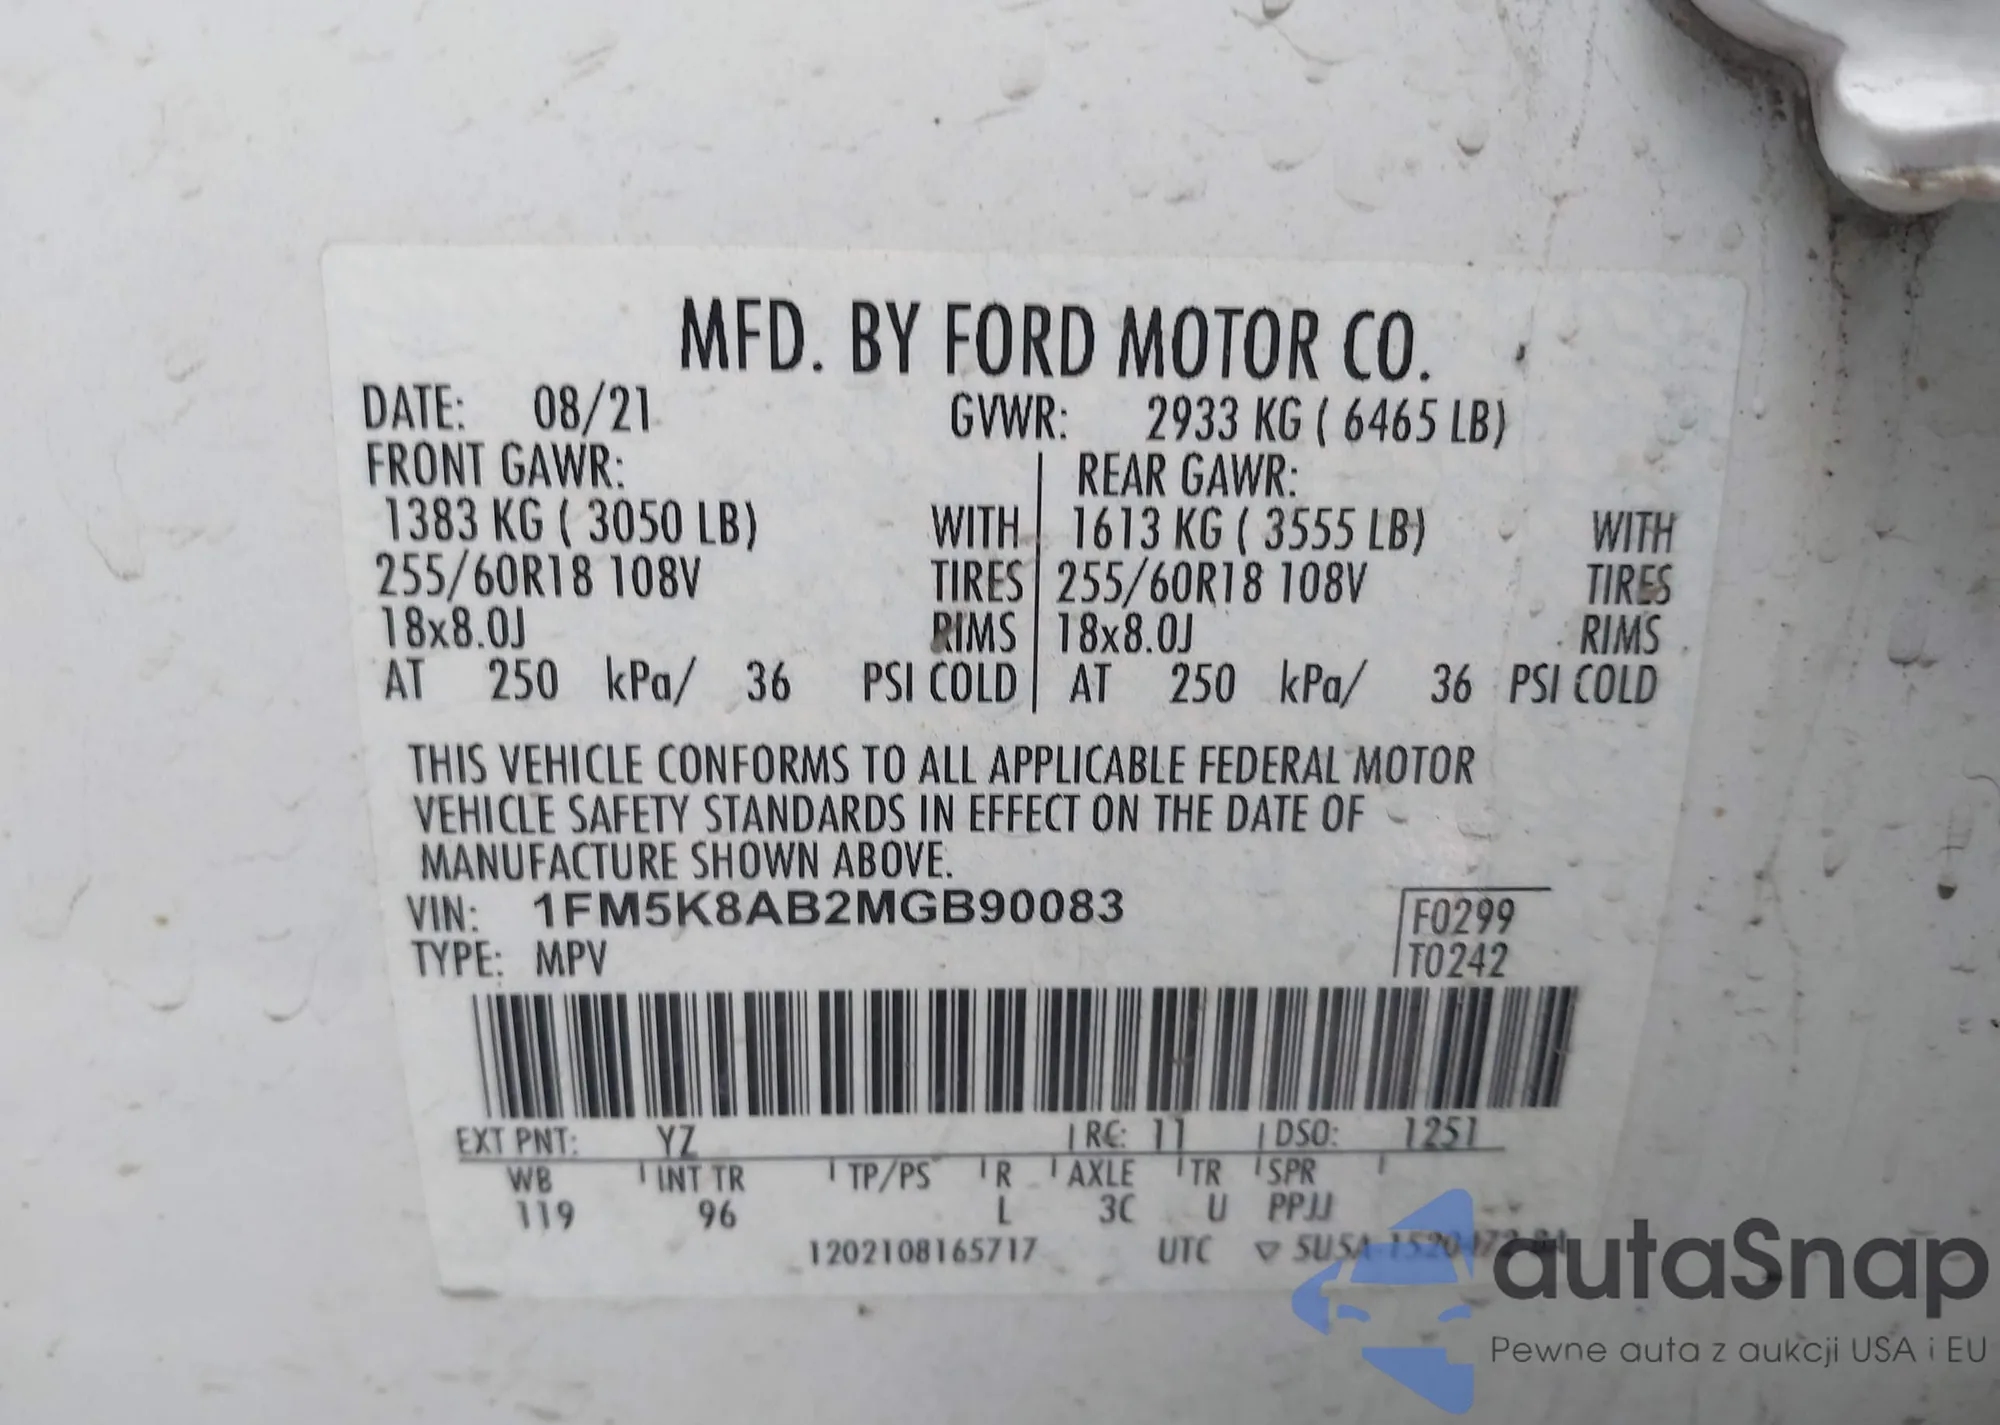 MFD. BY FORD MOTOR CO.
DATE: 08/21 GVWR: 2933 KG ( 6465 LB)
FRONT GAWR: REAR GAWR:
1383 KG ( 3050 LB) WITH 1613 KG ( 3555 LB) WITH
255/60R18 108V TIRES 255/60R18 108V TIRES
18x8.0J RIMS 18x8.0J RIMS
AT 250 kPa/ 36 PSI COLD AT 250 kPa/ 36 PSI COLD
THIS VEHICLE CONFORMS TO ALL APPLICABLE FEDERAL MOTOR
VEHICLE SAFETY STANDARDS IN EFFECT ON THE DATE OF
MANUFACTURE SHOWN ABOVE.
VIN: 1FM5K8AB2MGB90083 F0299
TYPE: MPV T0242
EXT PNT: YZ RC: 11 DSO: 1251
WB INT TR TP/PS R AXLE TR SPR
119 96 L 3C U PPJJ
1202108165717 UTC ▽ SU5A
autaSnap
Pewne auta z aukcji USA i EU